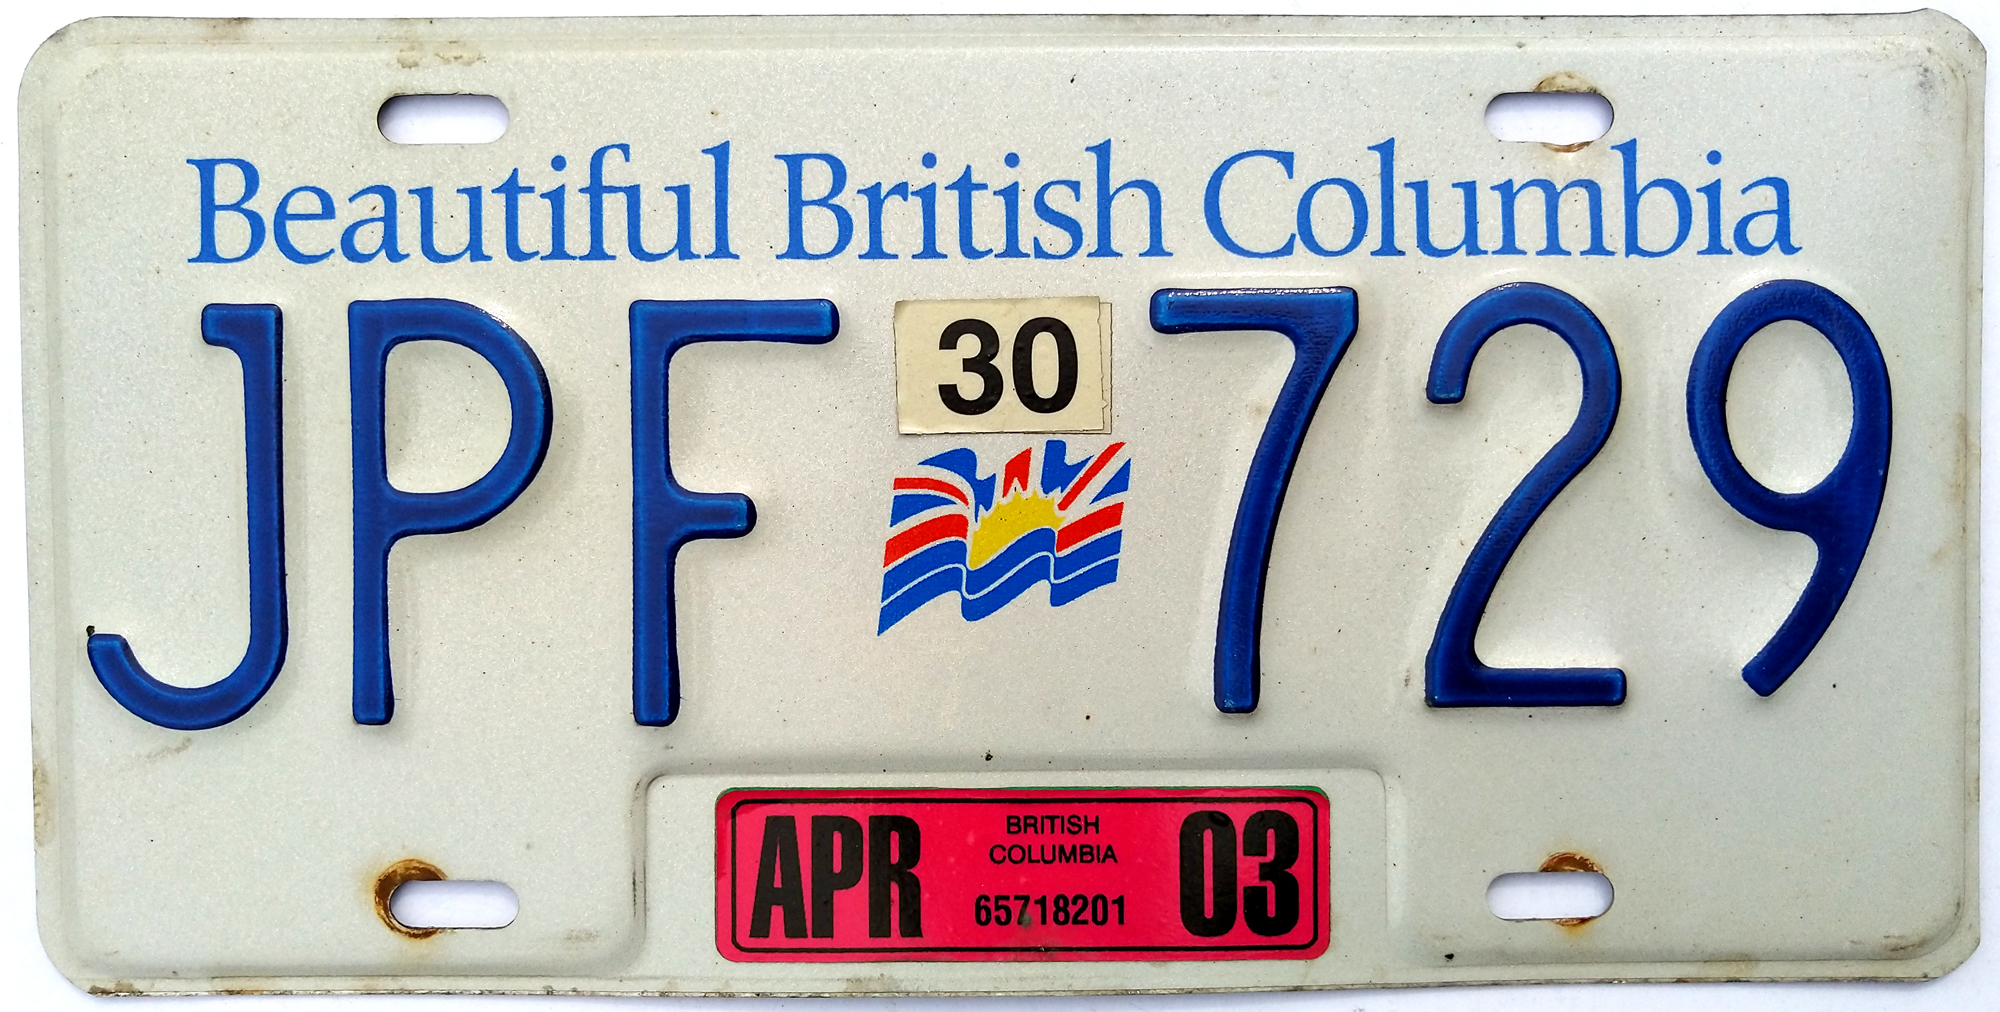 Beautiful British Columbia
JPF 30 729
APR BRITISH COLUMBIA 65718201 03